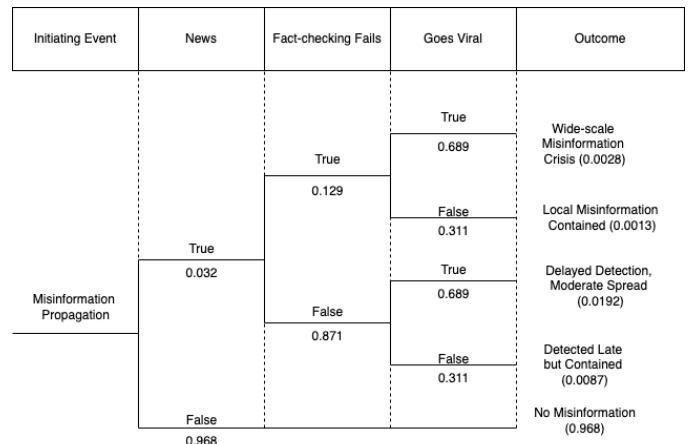 Initiating Event
News
Fact-checking Fails
Goes Viral
Outcome
True
0.689
Wide-scale
Misinformation
Crisis (0.0028)
True
0.129
False
0.311
Local Misinformation
Contained (0.0013)
True
0.032
True
0.689
Delayed Detection,
Moderate Spread
(0.0192)
Misinformation
Propagation
False
0.871
False
0.311
Detected Late
but Contained
(0.0087)
False
0.968
No Misinformation
(0.968)